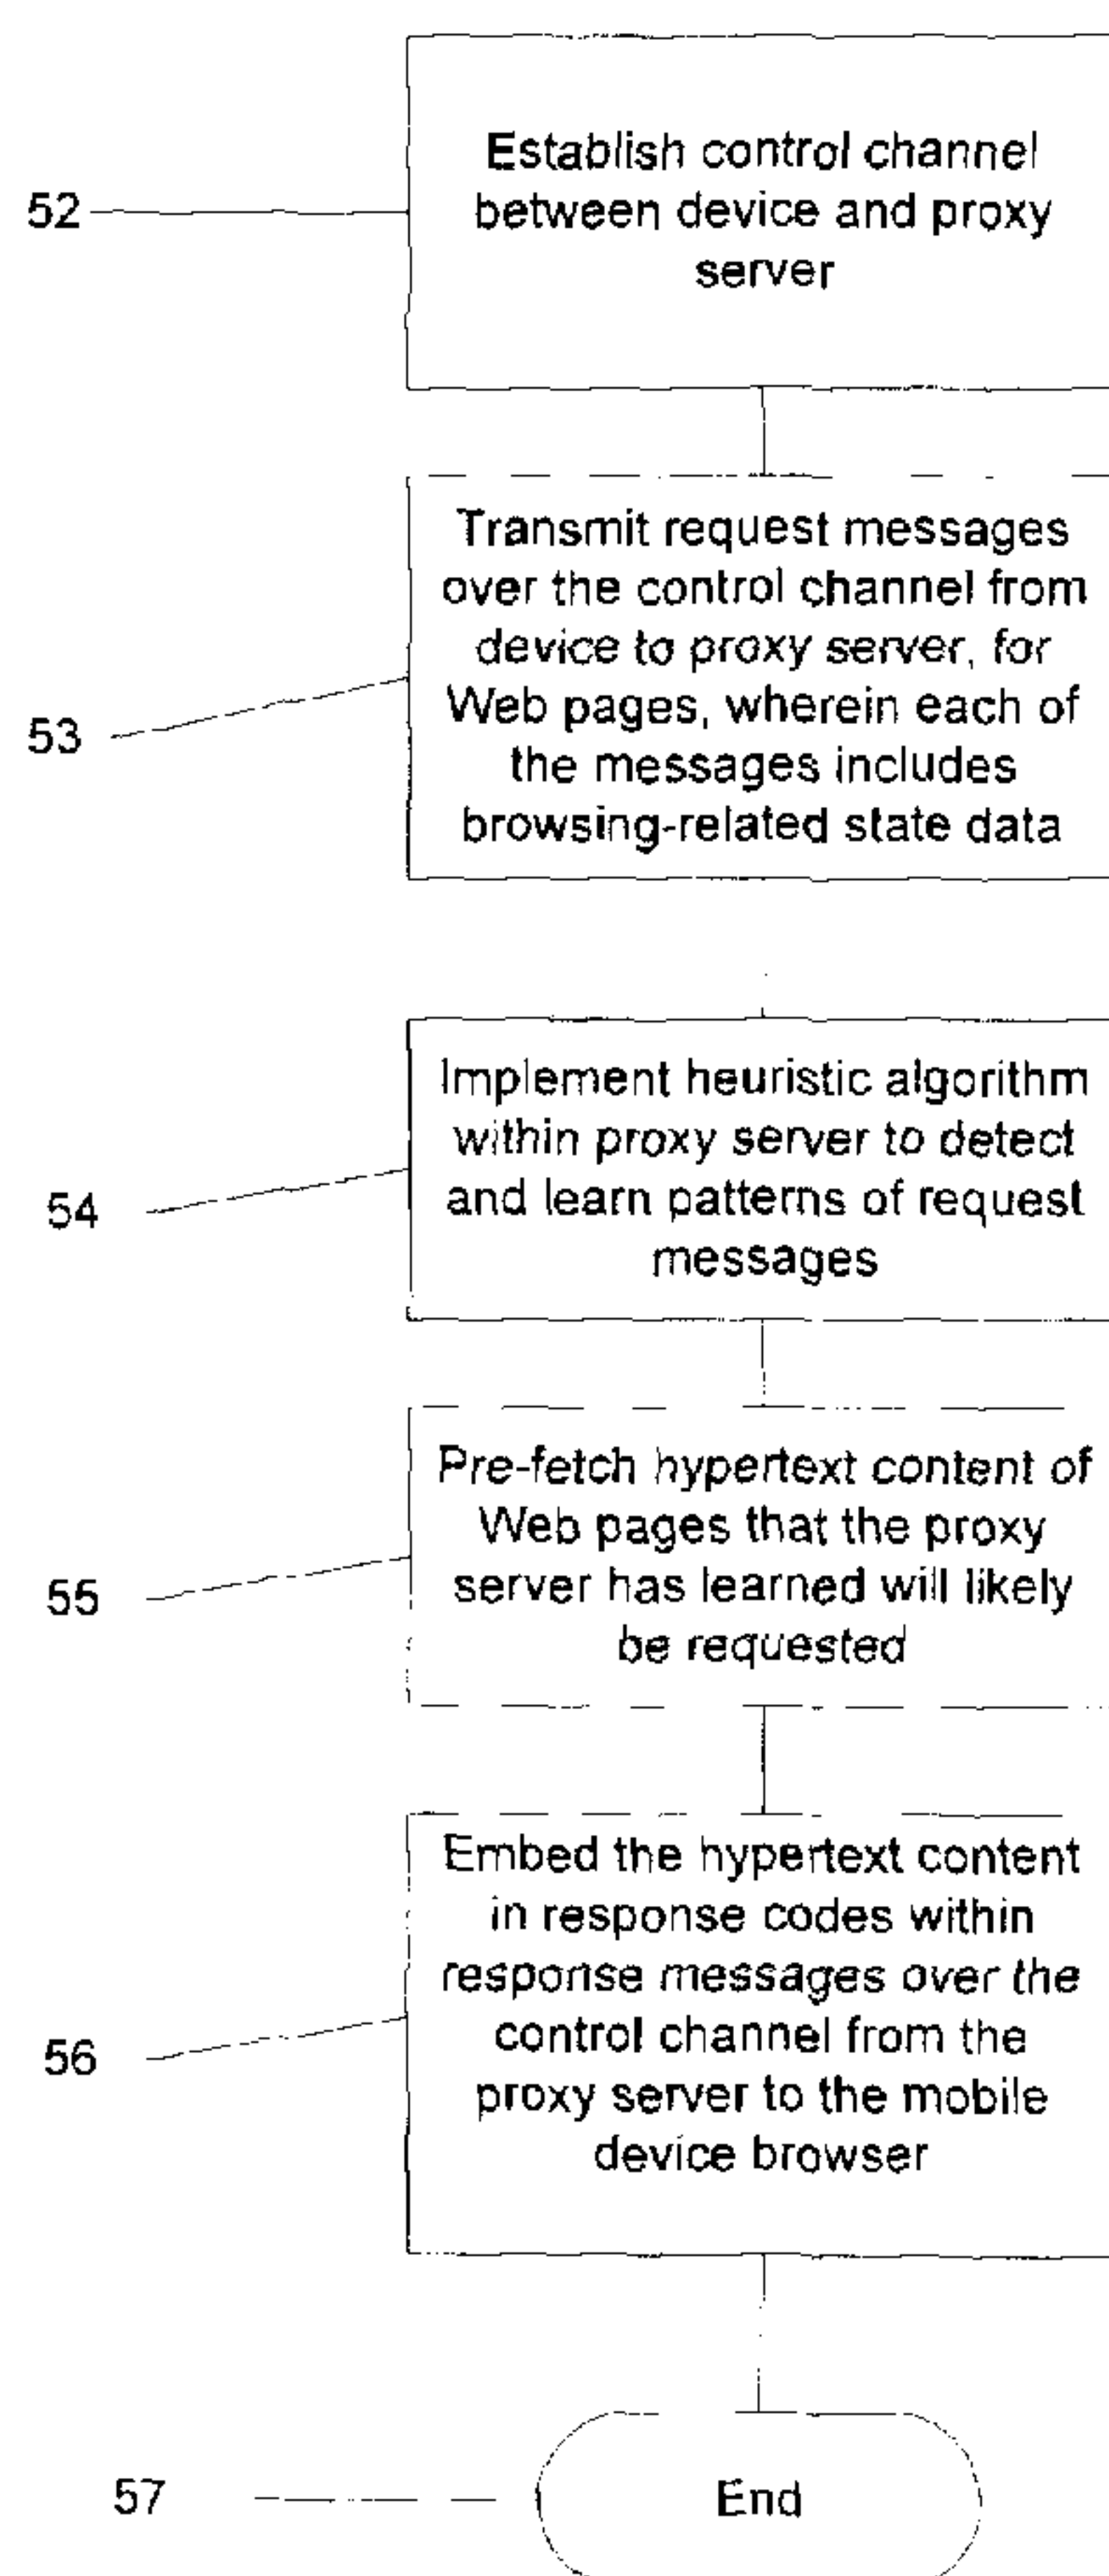 Establish control channel
52
between device and proxy
server
Transmit request messages
over the control channel from
device to proxy server, for
Web pages, wherein each of
53
the messages includes
browsing-related state data
Implement heuristic algorithm
within proxy server to detect
54
and learn patterns of request
messages
Pre-fetch hypertext content of
Web pages that the proxy
55
server has learned will likely
be requested
Embed the hypertext content
in response codes within
response messages over the
control channel from the
56
proxy server to the mobile
device browser
57
End